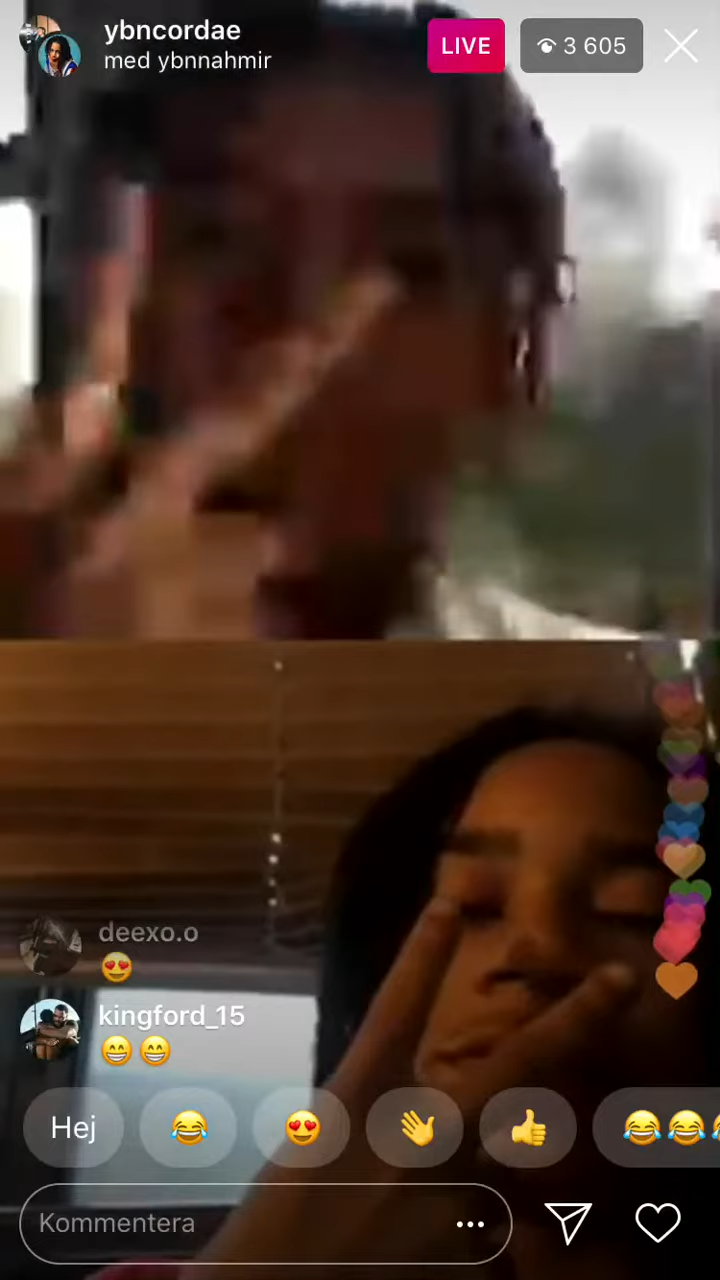 ybncordae
med ybnnahmir
LIVE
3 605
deexo.o
😍
kingford_15
😁😁
Hej
😂
😍
👋
👍
😂😂
Kommentera